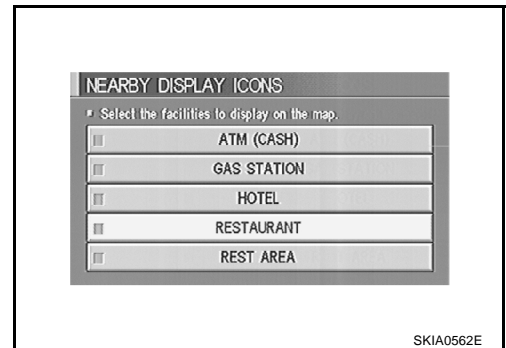 NEARBY DISPLAY ICONS
Select the facilities to display on the map.
ATM (CASH)
GAS STATION
HOTEL
RESTAURANT
REST AREA
SKIA0562E